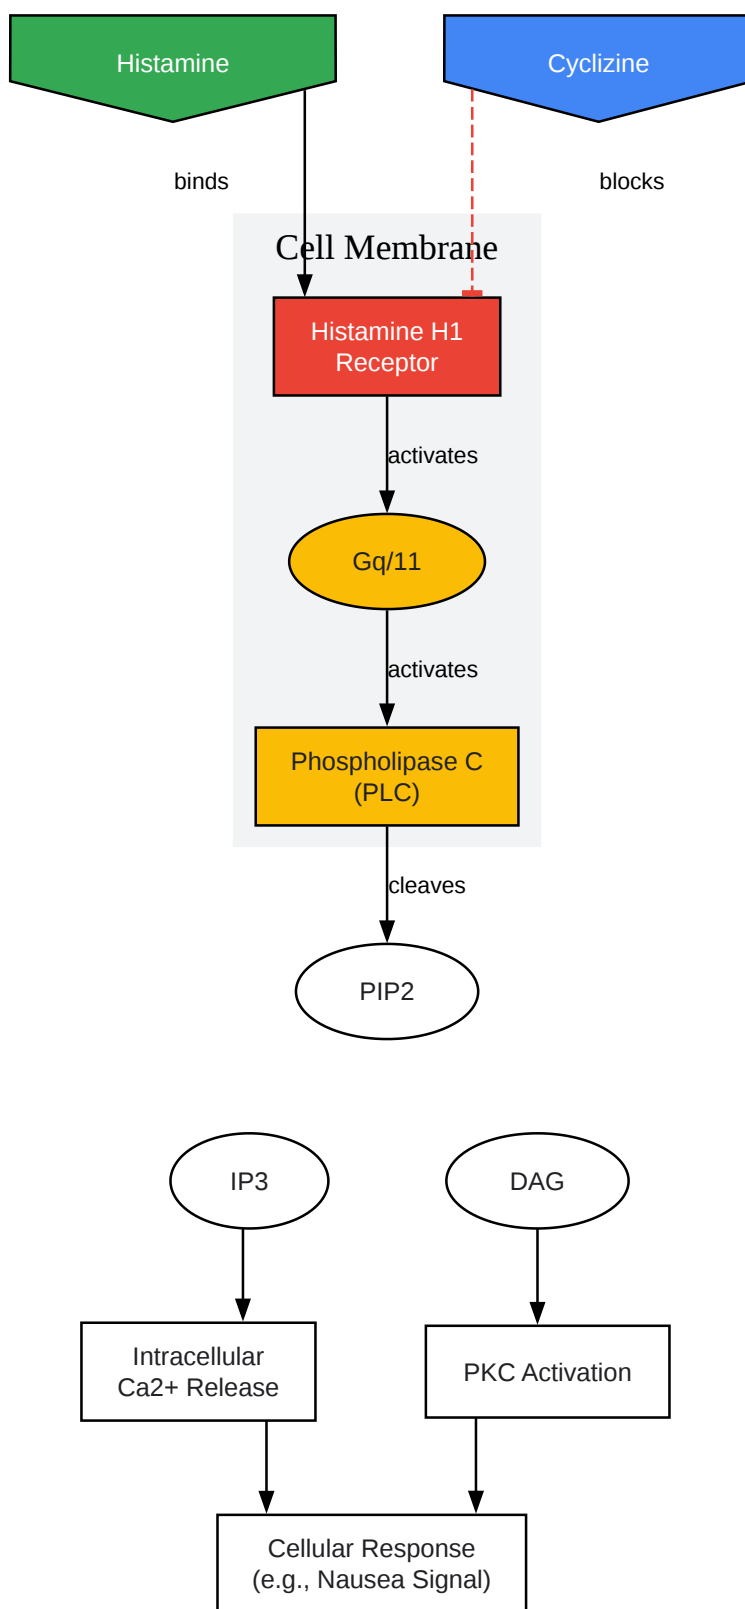 Histamine
Cyclizine
binds
blocks
Cell Membrane
Histamine H1
Receptor
activates
Gq/11
activates
Phospholipase C
(PLC)
cleaves
PIP2
IP3
DAG
Intracellular
Ca2+ Release
PKC Activation
Cellular Response
(e.g., Nausea Signal)